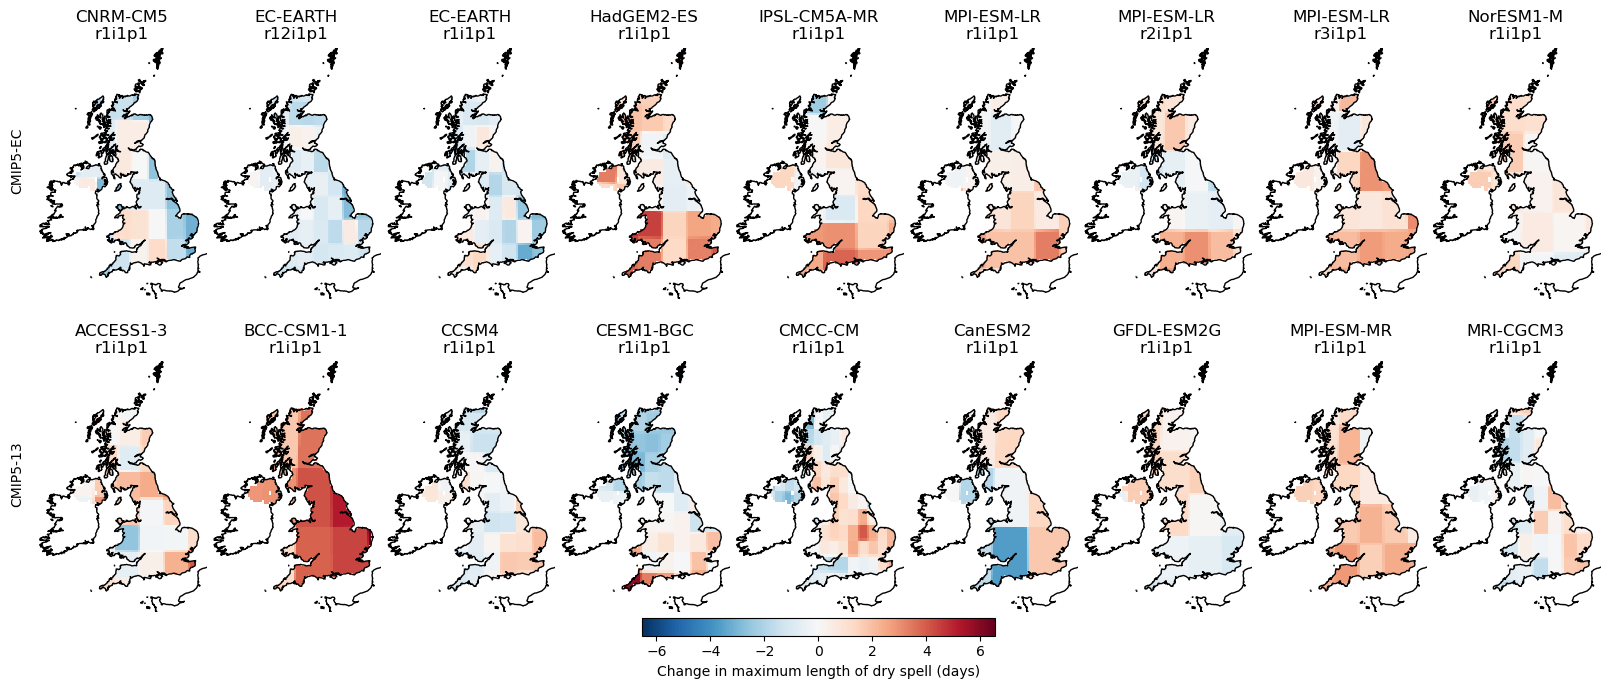 CNRM-CM5 EC-EARTH EC-EARTH HadGEM2-ES IPSL-CM5A-MR MPI-ESM-LR MPI-ESM-LR MPI-ESM-LR NorESM1-M
r1i1p1 r12i1p1 r1i1p1 r1i1p1 r1i1p1 r1i1p1 r2i1p1 r3i1p1 r1i1p1
CMIP5-EC
ACCESS1-3 BCC-CSM1-1 CCSM4 CESM1-BGC CMCC-CM CanESM2 GFDL-ESM2G MPI-ESM-MR MRI-CGCM3
r1i1p1 r1i1p1 r1i1p1 r1i1p1 r1i1p1 r1i1p1 r1i1p1 r1i1p1 r1i1p1
CMIP5-13
−6 −4 −2 0 2 4 6
Change in maximum length of dry spell (days)